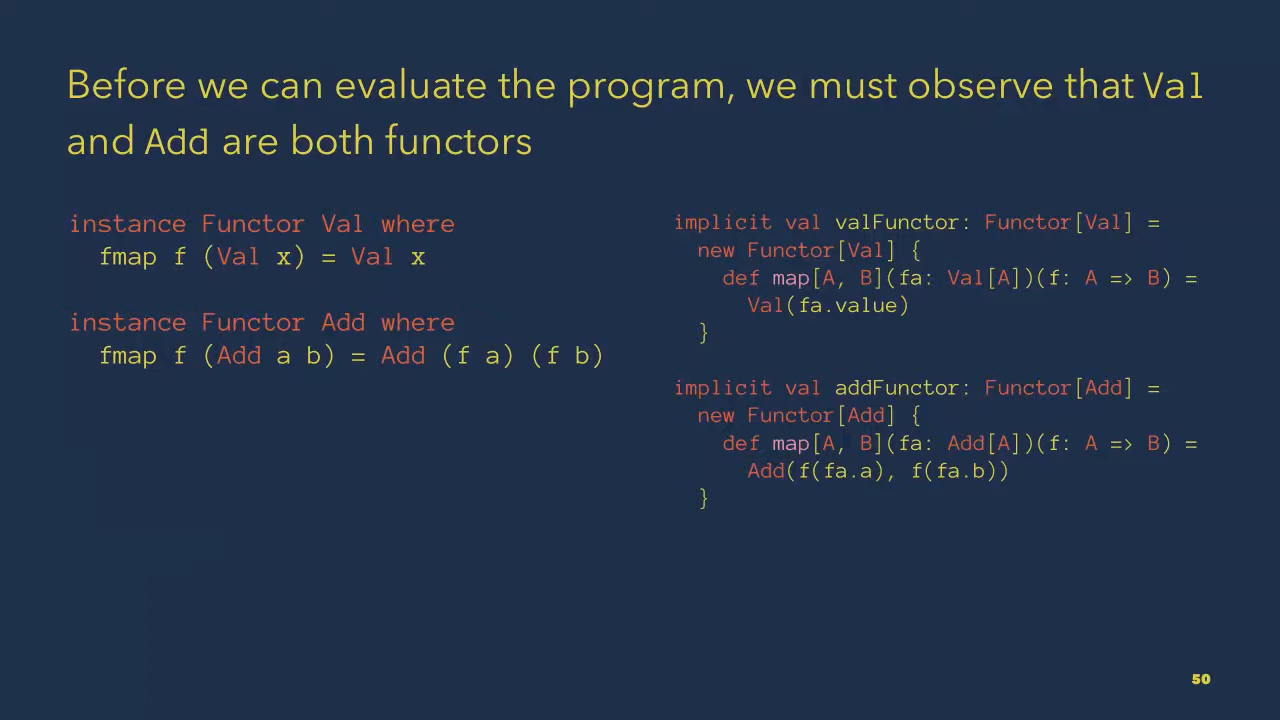 Before we can evaluate the program, we must observe that Val
and Add are both functors
instance Functor Val where
  fmap f (Val x) = Val x
instance Functor Add where
  fmap f (Add a b) = Add (f a) (f b)
implicit val valFunctor: Functor[Val] =
  new Functor[Val] {
    def map[A, B](fa: Val[A])(f: A => B) =
      Val(fa.value)
  }
implicit val addFunctor: Functor[Add] =
  new Functor[Add] {
    def map[A, B](fa: Add[A])(f: A => B) =
      Add(f(fa.a), f(fa.b))
  }
50